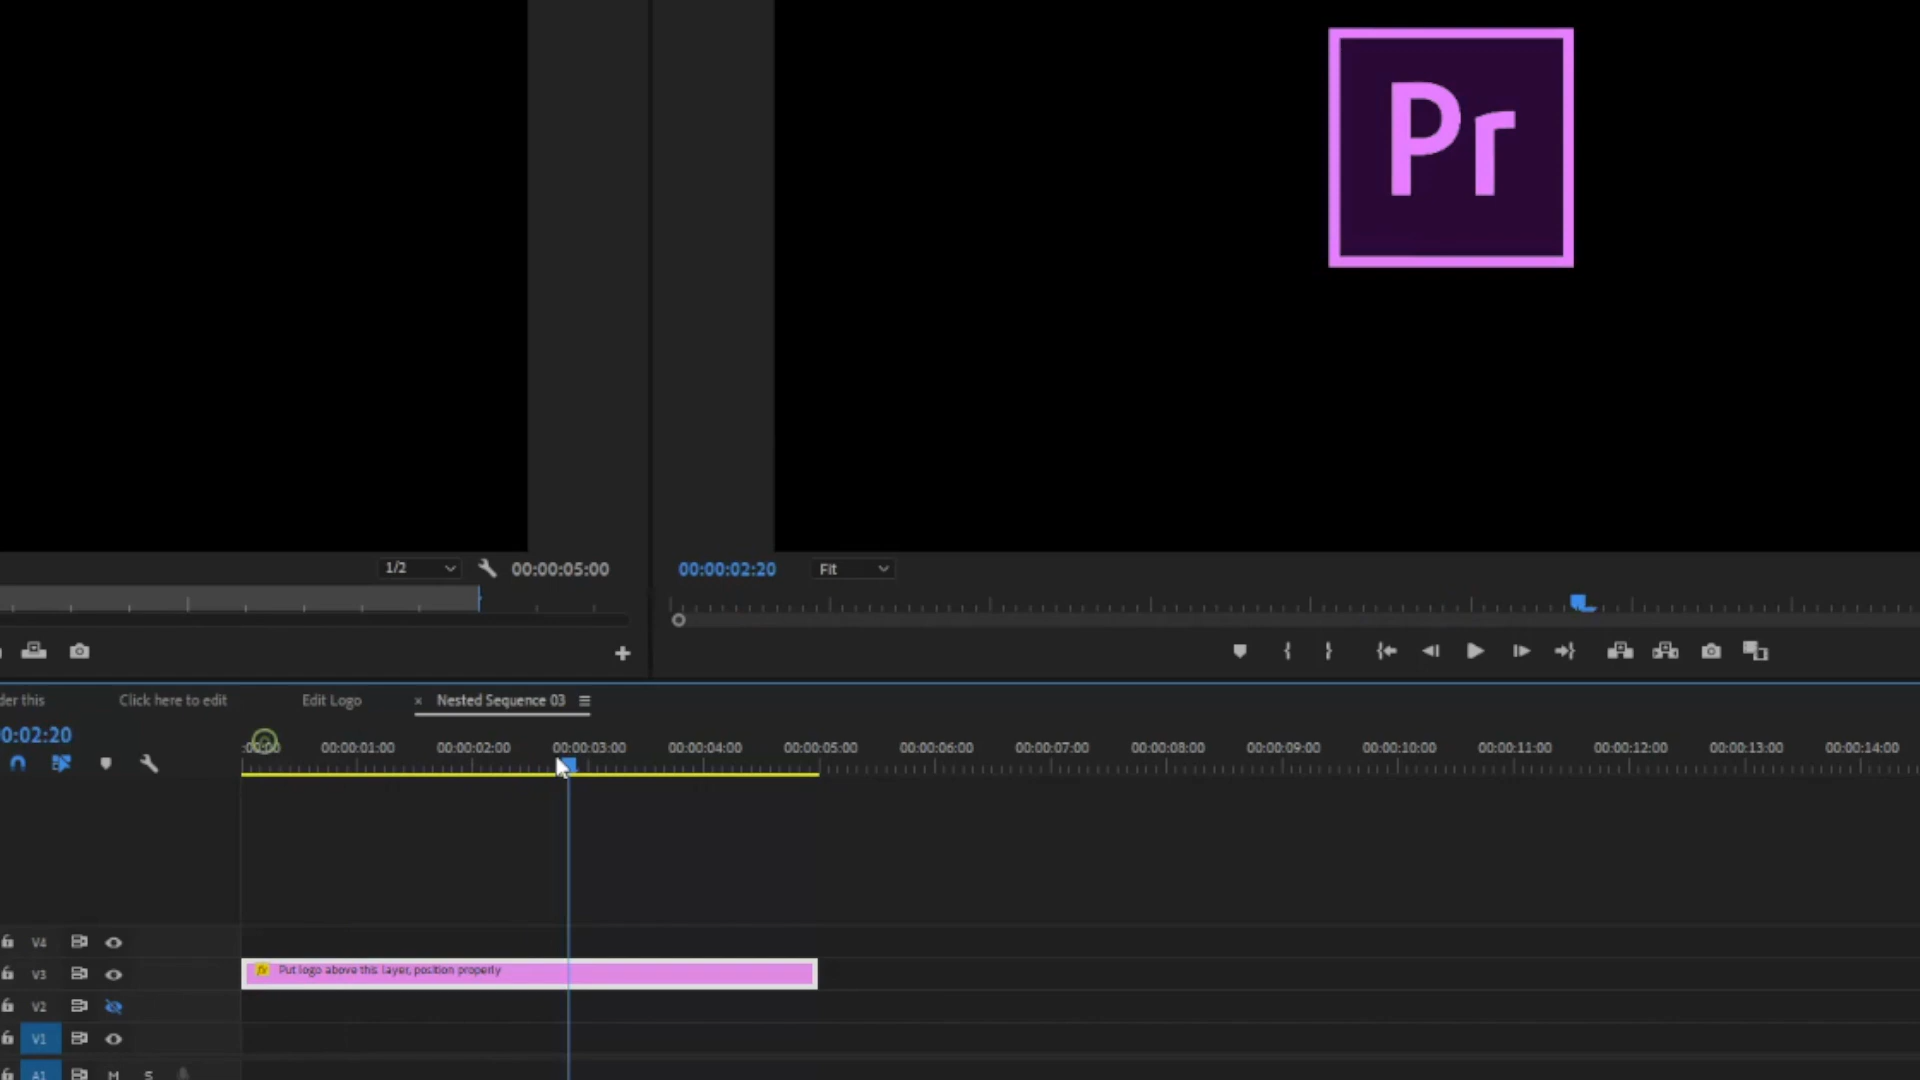 Pr
1/2
00:00:05:00
00:00:02:20
Fit
der this
Click here to edit
Edit Logo
× Nested Sequence 03
0:02:20
:00:00
00:00:01:00
00:00:02:00
00:00:03:00
00:00:04:00
00:00:05:00
00:00:06:00
00:00:07:00
00:00:08:00
00:00:09:00
00:00:10:00
00:00:11:00
00:00:12:00
00:00:13:00
00:00:14:00
V4
V3
fx Put logo above this layer, position properly
V2
V1
A1 M S